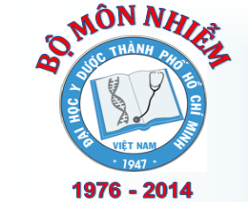 BỘ MÔN NHIỄM
ĐẠI HỌC Y DƯỢC THÀNH PHỐ HỒ CHÍ MINH
VIỆT NAM
1947
1976 - 2014